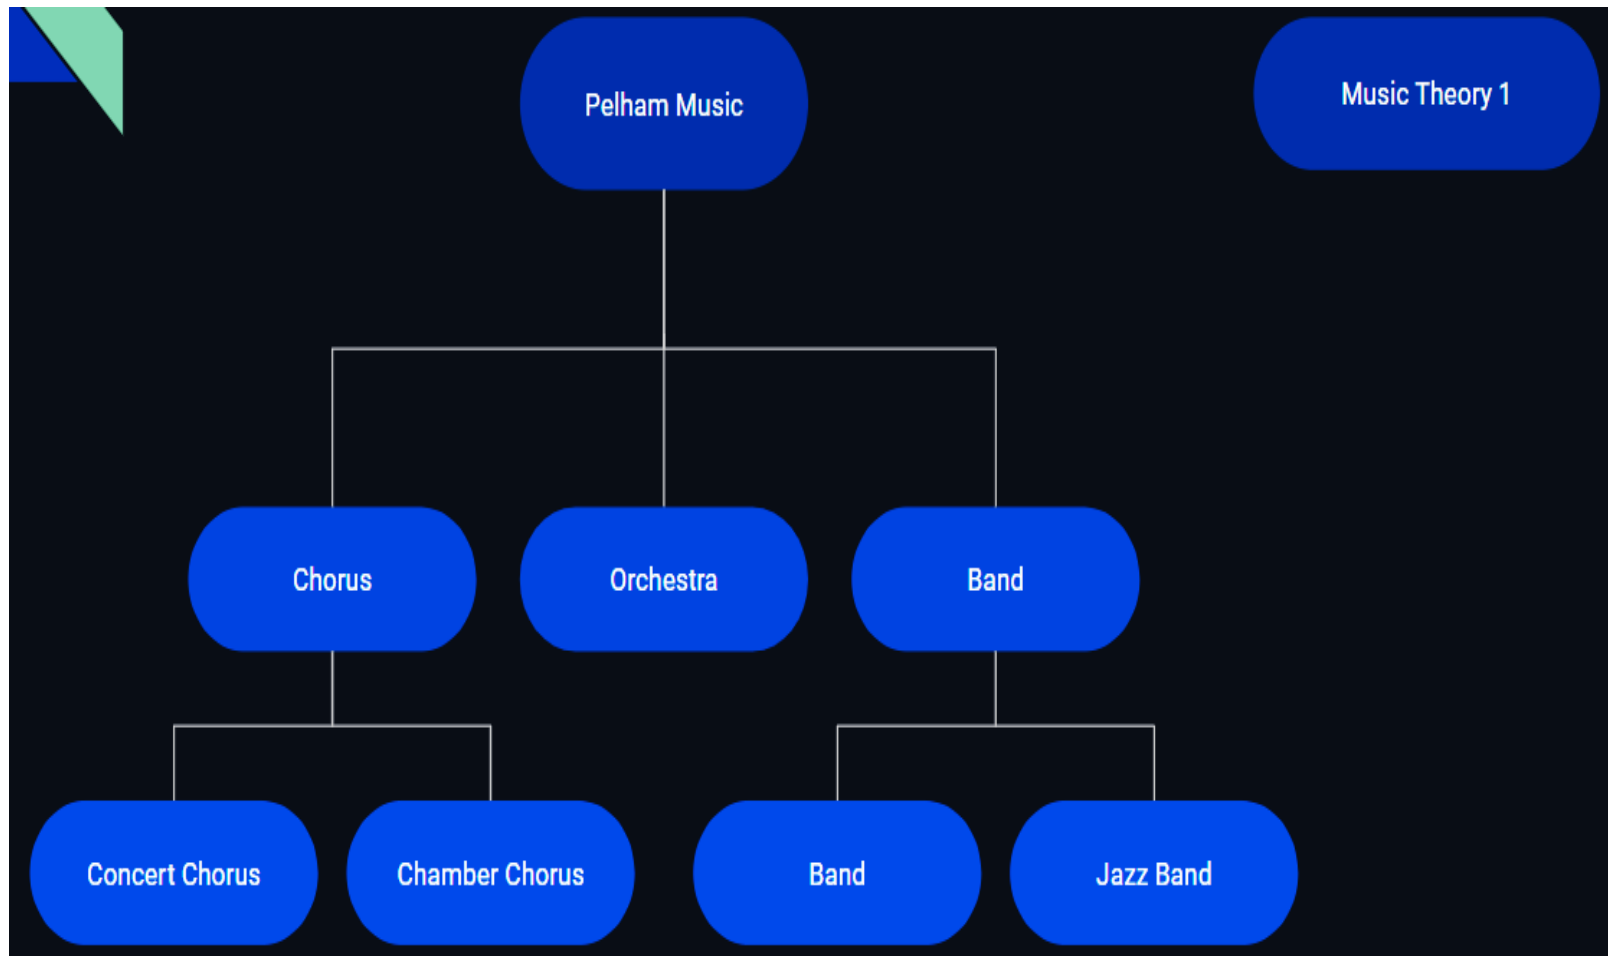 Pelham Music
Music Theory 1
Chorus
Orchestra
Band
Concert Chorus
Chamber Chorus
Band
Jazz Band